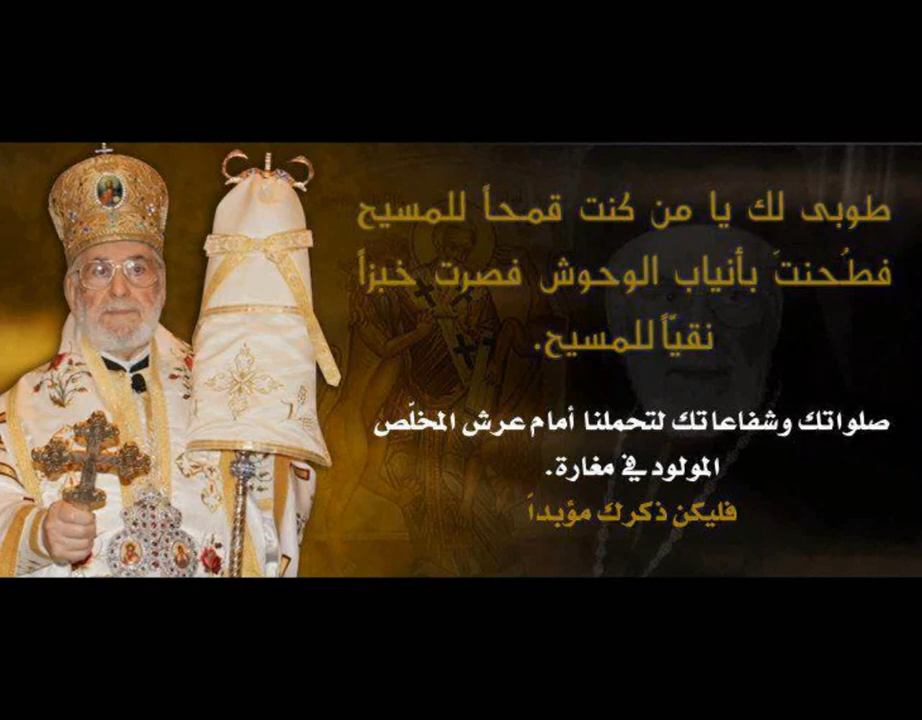 طوبى لك يا من كنت قمحاً للمسيح
فطُحنتَ بأنياب الوحوش فصرت خبزاً
نقيّاً للمسيح.
صلواتك وشفاعاتك لتحملنا أمام عرش المخلّص
المولود في مغارة.
فليكن ذكرك مؤبداً